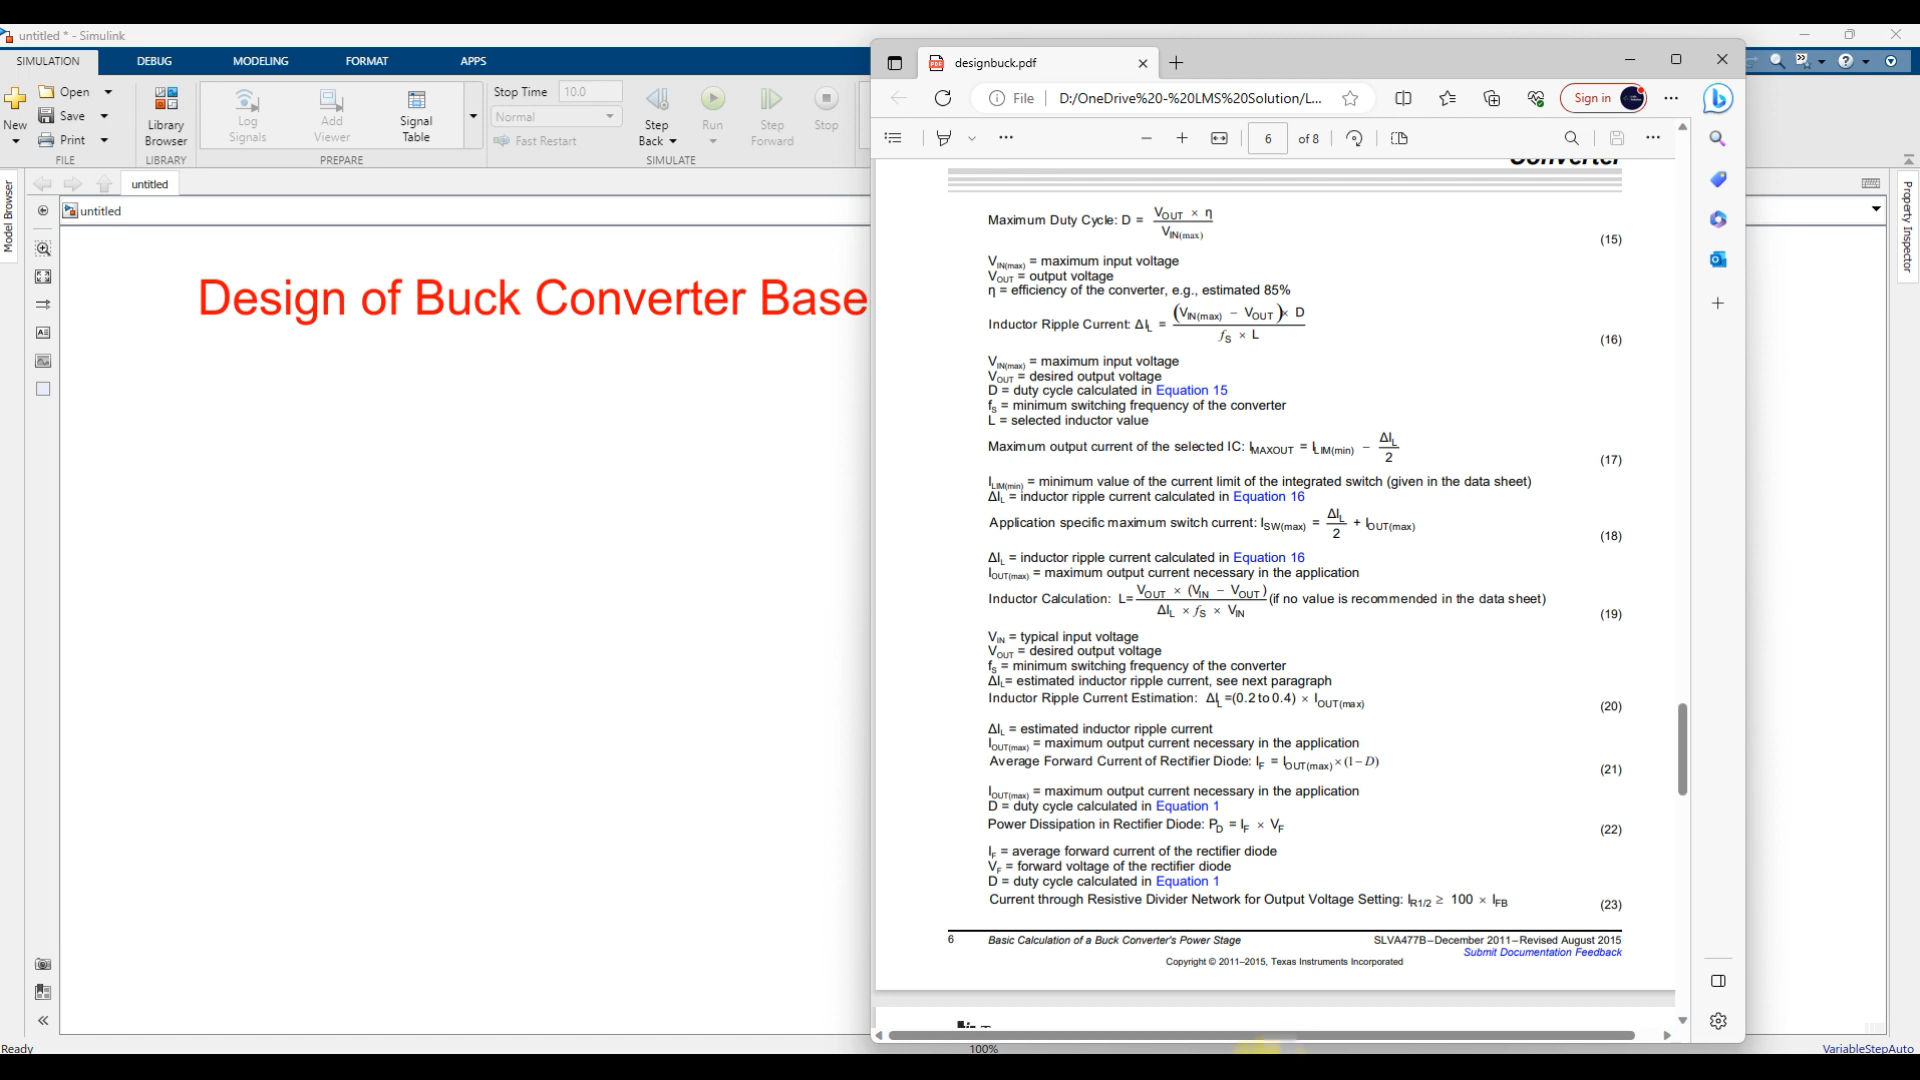 untitled * - Simulink
SIMULATION DEBUG MODELING FORMAT APPS
New
Open
Save
Print
FILE
Library Browser
LIBRARY
Log Signals
Add Viewer
Signal Table
PREPARE
Stop Time 10.0
Normal
Fast Restart
Step Back
Run
Step Forward
Stop
SIMULATE
untitled
untitled
Model Browser
Property Inspector
Design of Buck Converter Base
Ready
100%
VariableStepAuto
designbuck.pdf
File D:/OneDrive%20-%20LMS%20Solution/L...
Sign in
6 of 8
Converter
Maximum Duty Cycle: D = VOUT × η / VIN(max) (15)
VIN(max) = maximum input voltage
VOUT = output voltage
η = efficiency of the converter, e.g., estimated 85%
Inductor Ripple Current: ΔIL = (VIN(max) − VOUT) × D / fS × L (16)
VIN(max) = maximum input voltage
VOUT = desired output voltage
D = duty cycle calculated in Equation 15
fS = minimum switching frequency of the converter
L = selected inductor value
Maximum output current of the selected IC: IMAXOUT = ILIM(min) − ΔIL / 2 (17)
ILIM(min) = minimum value of the current limit of the integrated switch (given in the data sheet)
ΔIL = inductor ripple current calculated in Equation 16
Application specific maximum switch current: ISW(max) = ΔIL / 2 + IOUT(max) (18)
ΔIL = inductor ripple current calculated in Equation 16
IOUT(max) = maximum output current necessary in the application
Inductor Calculation: L= VOUT × (VIN − VOUT) / ΔIL × fS × VIN (if no value is recommended in the data sheet) (19)
VIN = typical input voltage
VOUT = desired output voltage
fS = minimum switching frequency of the converter
ΔIL= estimated inductor ripple current, see next paragraph
Inductor Ripple Current Estimation: ΔIL =(0.2 to 0.4) × IOUT(max) (20)
ΔIL = estimated inductor ripple current
IOUT(max) = maximum output current necessary in the application
Average Forward Current of Rectifier Diode: IF = IOUT(max) × (1−D) (21)
IOUT(max) = maximum output current necessary in the application
D = duty cycle calculated in Equation 1
Power Dissipation in Rectifier Diode: PD = IF × VF (22)
IF = average forward current of the rectifier diode
VF = forward voltage of the rectifier diode
D = duty cycle calculated in Equation 1
Current through Resistive Divider Network for Output Voltage Setting: IR1/2 ≥ 100 × IFB (23)
6 Basic Calculation of a Buck Converter's Power Stage SLVA477B–December 2011–Revised August 2015
Submit Documentation Feedback
Copyright © 2011–2015, Texas Instruments Incorporated